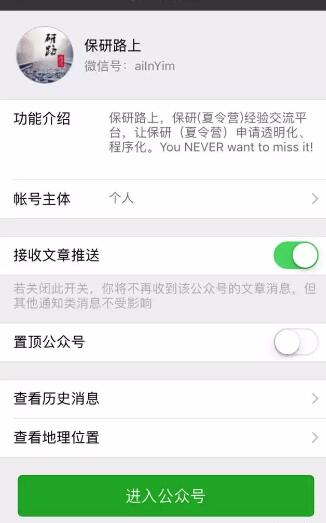 研
路
保研路上
微信号：ailnYim
功能介绍
保研路上，保研(夏令营)经验交流平
台，让保研（夏令营）申请透明化、
程序化。You NEVER want to miss it!
帐号主体
个人
接收文章推送
若关闭此开关，你将不再收到该公众号的文章消息，但
其他通知类消息不受影响
置顶公众号
查看历史消息
查看地理位置
进入公众号